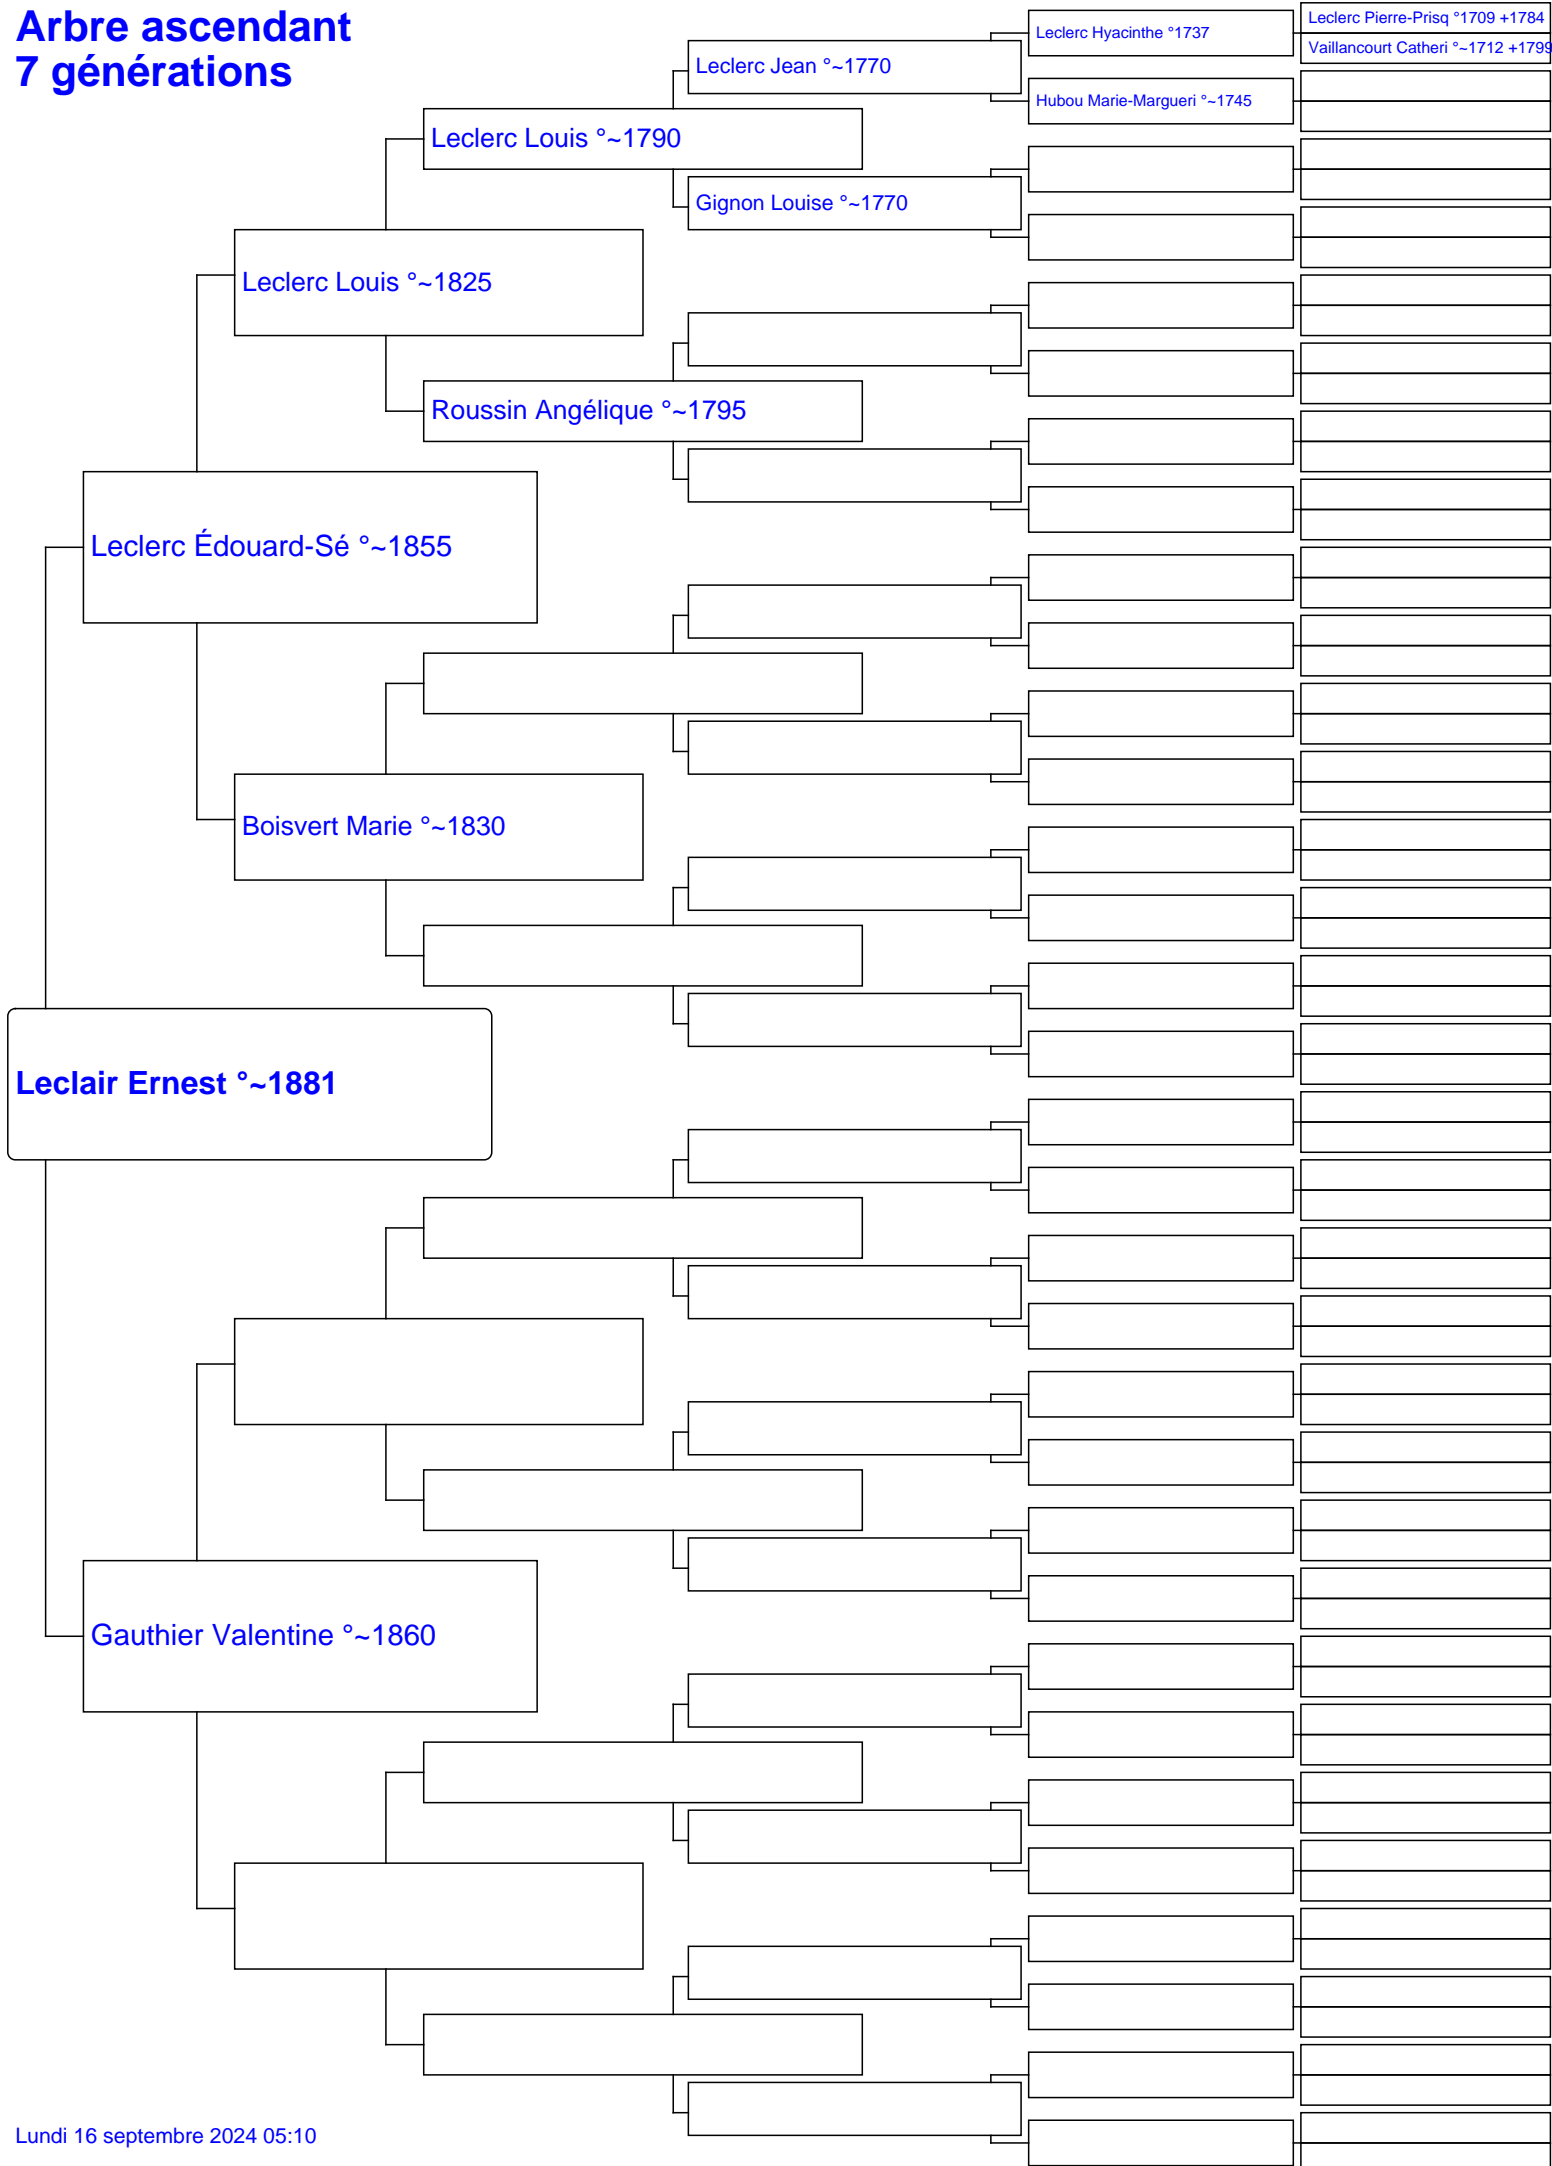 Arbre ascendant
7 générations
Leclerc Pierre-Prisq °1709 +1784
Leclerc Hyacinthe °1737
Vaillancourt Catheri °~1712 +1799
Leclerc Jean °~1770
Hubou Marie-Margueri °~1745
Leclerc Louis °~1790
Gignon Louise °~1770
Leclerc Louis °~1825
Roussin Angélique °~1795
Leclerc Édouard-Sé °~1855
Boisvert Marie °~1830
Leclair Ernest °~1881
Gauthier Valentine °~1860
Lundi 16 septembre 2024 05:10